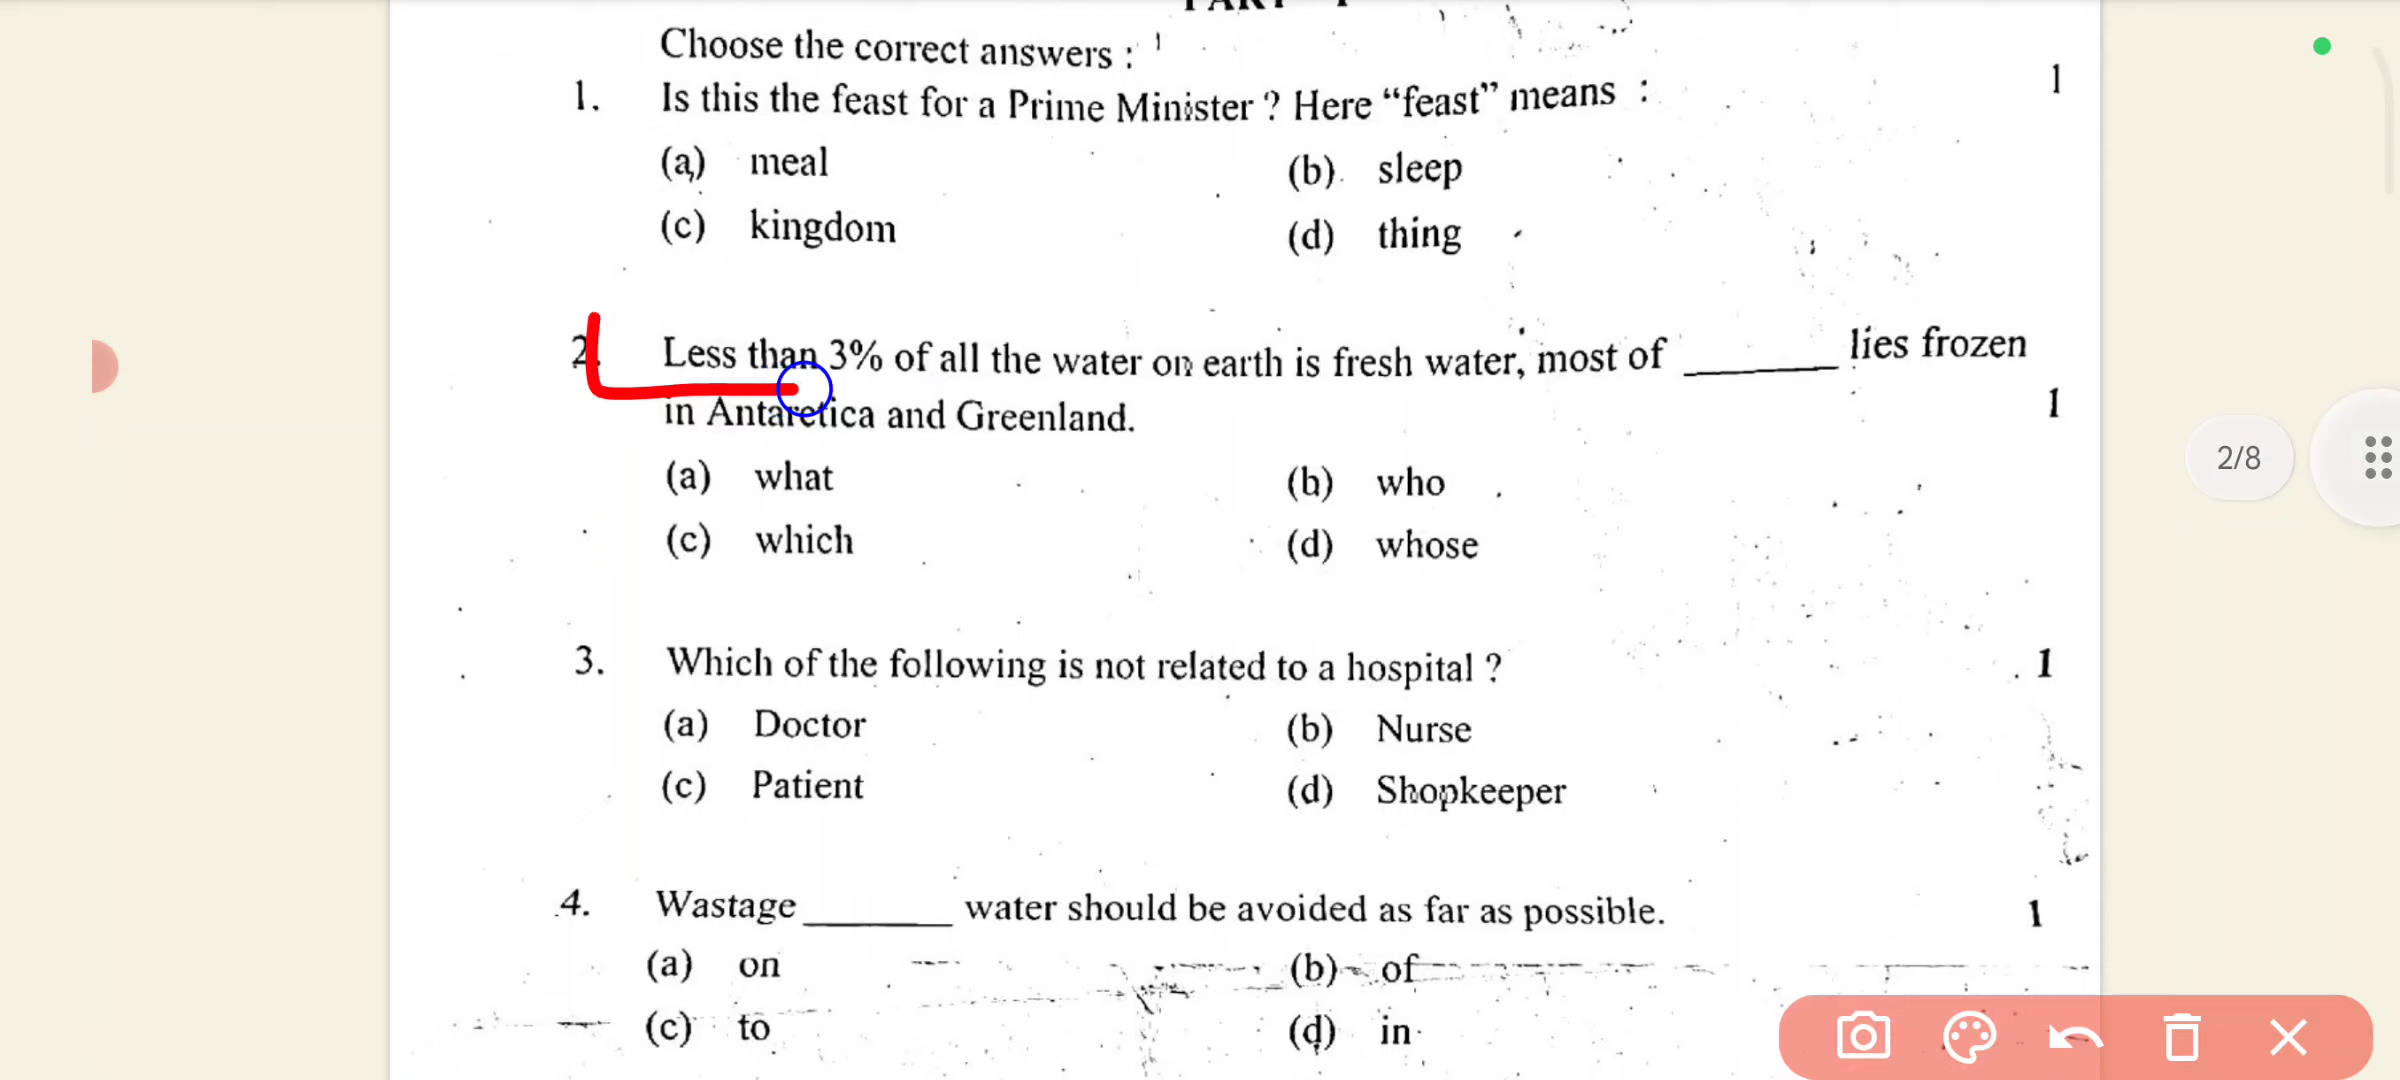 Choose the correct answers :
1. Is this the feast for a Prime Minister ? Here “feast” means : 1
(a) meal (b) sleep
(c) kingdom (d) thing
2. Less than 3% of all the water on earth is fresh water, most of ______ lies frozen
in Antaretica and Greenland. 1
(a) what (b) who
(c) which (d) whose
2/8
3. Which of the following is not related to a hospital ? 1
(a) Doctor (b) Nurse
(c) Patient (d) Shopkeeper
4. Wastage ______ water should be avoided as far as possible. 1
(a) on (b) of
(c) to (d) in